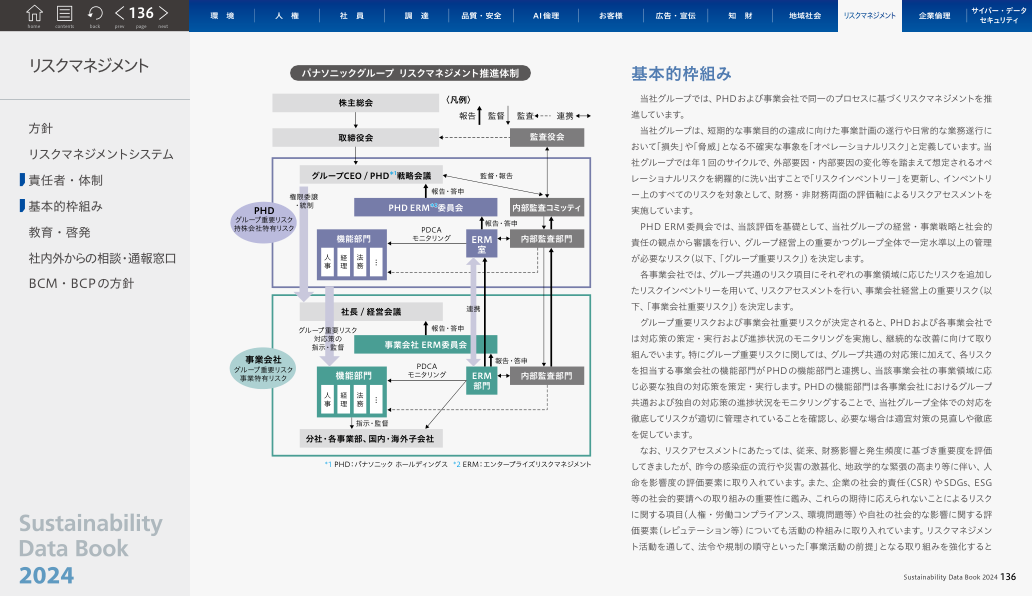 home contents back prev page next
136
環 境
人 権
社 員
調 達
品質・安全
AI倫理
お客様
広告・宣伝
知 財
地域社会
リスクマネジメント
企業倫理
サイバー・データ
セキュリティ
リスクマネジメント
方針
リスクマネジメントシステム
責任者・体制
基本的枠組み
教育・啓発
社内外からの相談・通報窓口
BCM・BCPの方針
Sustainability
Data Book
2024
パナソニックグループ リスクマネジメント推進体制
株主総会
〈凡例〉
報告 監督 監査 連携
取締役会
監査役会
グループCEO / PHD*1戦略会議
監督・報告
権限委譲
・統制
報告・答申
PHD ERM*2委員会
内部監査コミッティ
PHD
グループ重要リスク
持株会社特有リスク
報告・答申
機能部門
PDCA
モニタリング
ERM
室
内部監査部門
人事
経理
法務
…
社長 / 経営会議
連携
グループ重要リスク
対応策の
指示・監督
報告・答申
事業会社 ERM委員会
事業会社
グループ重要リスク
事業特有リスク
報告・答申
機能部門
PDCA
モニタリング
ERM
部門
内部監査部門
人事
経理
法務
…
指示・監督
分社・各事業部、国内・海外子会社
*1 PHD：パナソニック ホールディングス *2 ERM：エンタープライズリスクマネジメント
基本的枠組み
当社グループでは、PHDおよび事業会社で同一のプロセスに基づくリスクマネジメントを推
進しています。
当社グループは、短期的な事業目的の達成に向けた事業計画の遂行や日常的な業務遂行に
おいて「損失」や「脅威」となる不確実な事象を「オペレーショナルリスク」と定義しています。当
社グループでは年1回のサイクルで、外部要因・内部要因の変化等を踏まえて想定されるオペ
レーショナルリスクを網羅的に洗い出すことで「リスクインベントリー」を更新し、インベントリ
ー上のすべてのリスクを対象として、財務・非財務両面の評価軸によるリスクアセスメントを
実施しています。
PHD ERM委員会では、当該評価を基礎として、当社グループの経営・事業戦略と社会的
責任の観点から審議を行い、グループ経営上の重要かつグループ全体で一定水準以上の管理
が必要なリスク（以下、「グループ重要リスク」）を決定します。
各事業会社では、グループ共通のリスク項目にそれぞれの事業領域に応じたリスクを追加し
たリスクインベントリーを用いて、リスクアセスメントを行い、事業会社経営上の重要リスク（以
下、「事業会社重要リスク」）を決定します。
グループ重要リスクおよび事業会社重要リスクが決定されると、PHDおよび各事業会社で
は対応策の策定・実行および進捗状況のモニタリングを実施し、継続的な改善に向けて取り
組んでいます。特にグループ重要リスクに関しては、グループ共通の対応策に加えて、各リスク
を担当する事業会社の機能部門がPHDの機能部門と連携し、当該事業会社の事業領域に応
じ必要な独自の対応策を策定・実行します。PHDの機能部門は各事業会社におけるグループ
共通および独自の対応策の進捗状況をモニタリングすることで、当社グループ全体での対応を
徹底してリスクが適切に管理されていることを確認し、必要な場合は適宜対策の見直しや徹底
を促しています。
なお、リスクアセスメントにあたっては、従来、財務影響と発生頻度に基づき重要度を評価
してきましたが、昨今の感染症の流行や災害の激甚化、地政学的な緊張の高まり等に伴い、人
命を影響度の評価要素に取り入れています。また、企業の社会的責任（CSR）やSDGs、ESG
等の社会的要請への取り組みの重要性に鑑み、これらの期待に応えられないことによるリスク
に関する項目（人権・労働コンプライアンス、環境問題等）や自社の社会的な影響に関する評
価要素（レピュテーション等）についても活動の枠組みに取り入れています。リスクマネジメン
ト活動を通して、法令や規制の順守といった「事業活動の前提」となる取り組みを強化すると
Sustainability Data Book 2024 136